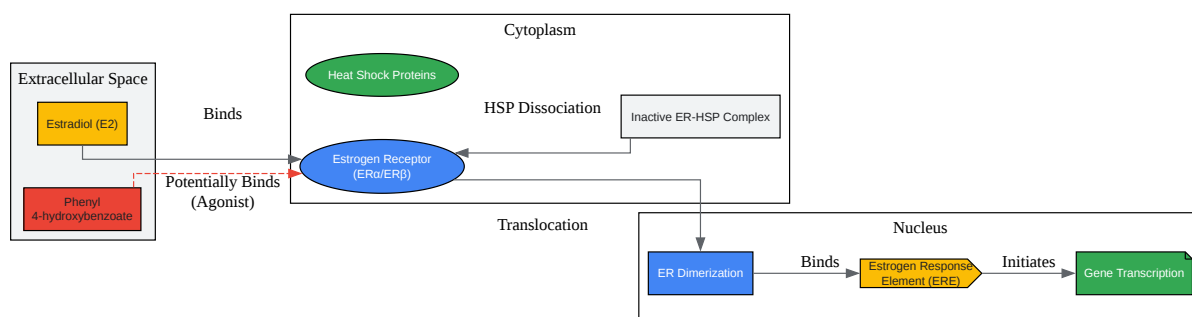 Cytoplasm
Extracellular Space
Heat Shock Proteins
Estradiol (E2)
Binds
HSP Dissociation
Inactive ER-HSP Complex
Estrogen Receptor
(ERα/ERβ)
Potentially Binds
(Agonist)
Phenyl
4-hydroxybenzoate
Translocation
Nucleus
ER Dimerization
Binds
Estrogen Response
Element (ERE)
Initiates
Gene Transcription